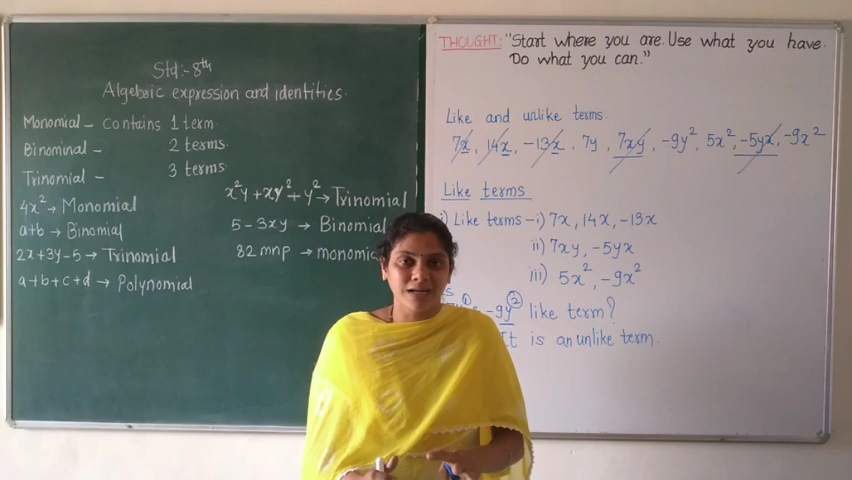 Std:- 8th
Algebric expression and identities.
Monomial - contains 1 term.
Binominal - 2 terms.
Trinomial - 3 terms.
4x² → Monomial
a+b → Binomial
2x+3y-5 → Trinomial
a+b+c+d → Polynomial
x²y + xy² + y² → Trinomial
5-3xy → Binomial
82mnp → monomial
THOUGHT: "Start where you are. Use what you have.
Do what you can."
Like and unlike terms.
7x, 14x, -13x, 7y, 7xy, -9y², 5x², -5yx, -9x²
Like terms
i) Like terms - i) 7x, 14x, -13x
ii) 7xy, -5yx
iii) 5x², -9x²
-9y² like term?
It is an unlike term.